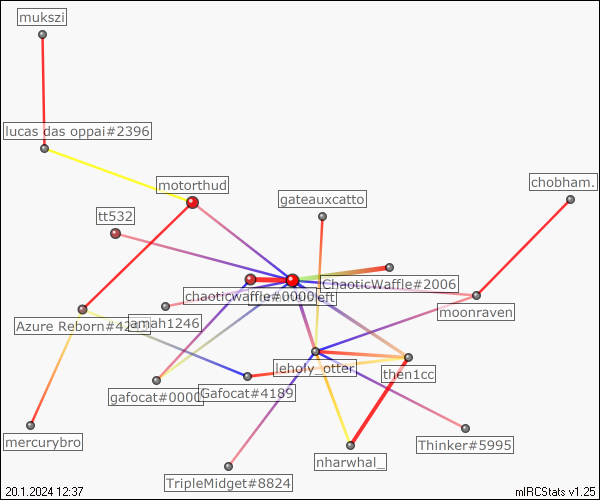 mukszi
lucas das oppai#2396
motorthud
chobham.
gateauxcatto
tt532
ChaoticWaffle#2006
chaoticwaffle#0000
moonraven
Azure Reborn#42
amah1246
leholy_otter
then1cc
Gafocat#4189
gafocat#0000
mercurybro
Thinker#5995
nharwhal_
TripleMidget#8824
20.1.2024 12:37
mIRCStats v1.25